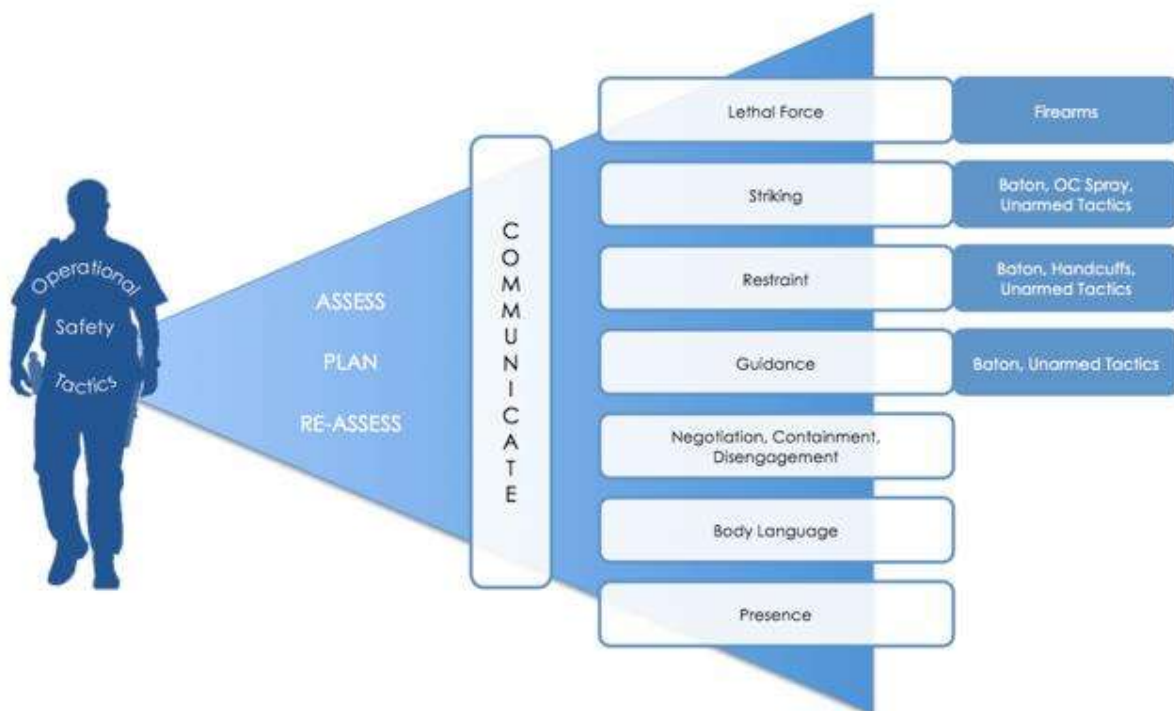 Operational
Safety
Tactics
ASSESS
PLAN
RE-ASSESS
COMMUNICATE
Lethal Force
Firearms
Striking
Baton, OC Spray,
Unarmed Tactics
Restraint
Baton, Handcuffs,
Unarmed Tactics
Guidance
Baton, Unarmed Tactics
Negotiation, Containment,
Disengagement
Body Language
Presence